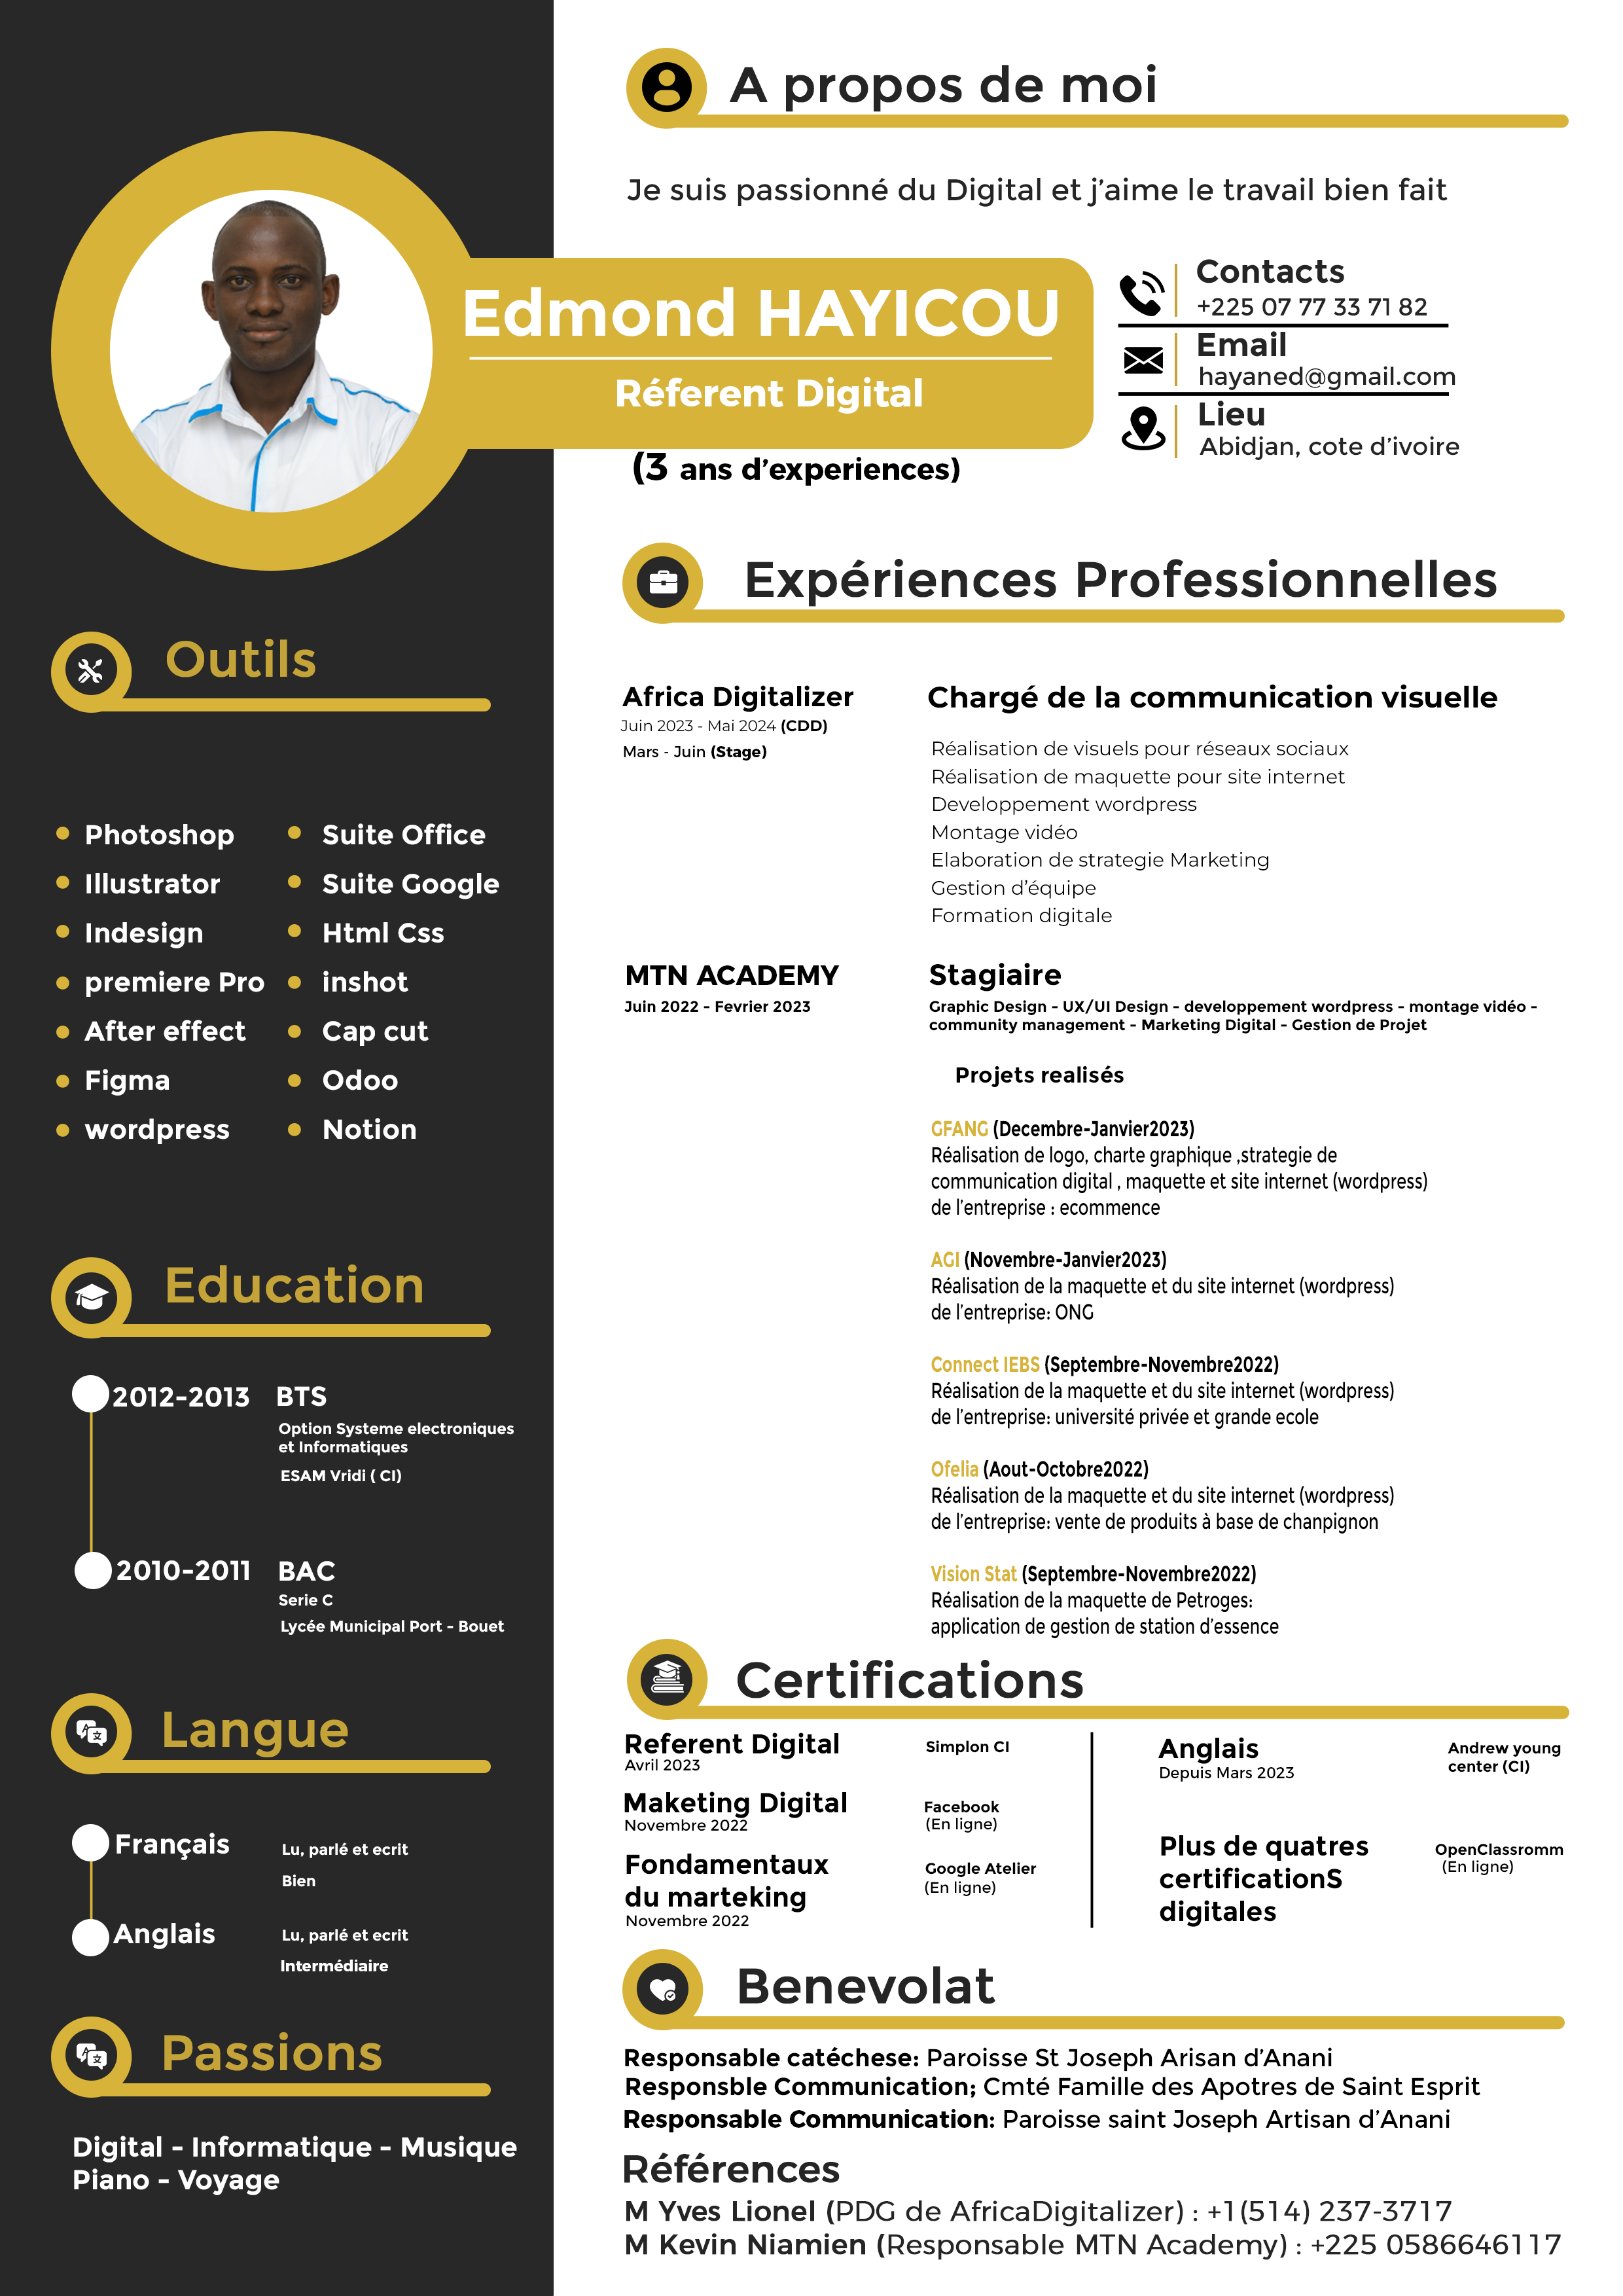 A propos de moi
Je suis passionné du Digital et j’aime le travail bien fait
Edmond HAYICOU
Réferent Digital
(3 ans d’experiences)
Contacts
+225 07 77 33 71 82
Email
hayaned@gmail.com
Lieu
Abidjan, cote d’ivoire
Outils
Photoshop
Illustrator
Indesign
premiere Pro
After effect
Figma
wordpress
Suite Office
Suite Google
Html Css
inshot
Cap cut
Odoo
Notion
Education
2012-2013 BTS
Option Systeme electroniques
et Informatiques
ESAM Vridi ( CI)
2010-2011 BAC
Serie C
Lycée Municipal Port - Bouet
Langue
Français
Lu, parlé et ecrit
Bien
Anglais
Lu, parlé et ecrit
Intermédiaire
Passions
Digital - Informatique - Musique
Piano - Voyage
Expériences Professionnelles
Africa Digitalizer
Juin 2023 - Mai 2024 (CDD)
Mars - Juin (Stage)
Chargé de la communication visuelle
Réalisation de visuels pour réseaux sociaux
Réalisation de maquette pour site internet
Developpement wordpress
Montage vidéo
Elaboration de strategie Marketing
Gestion d’équipe
Formation digitale
MTN ACADEMY
Juin 2022 - Fevrier 2023
Stagiaire
Graphic Design - UX/UI Design - developpement wordpress - montage vidéo -
community management - Marketing Digital - Gestion de Projet
Projets realisés
GFANG (Decembre-Janvier2023)
Réalisation de logo, charte graphique ,strategie de
communication digital , maquette et site internet (wordpress)
de l’entreprise : ecommence
AGI (Novembre-Janvier2023)
Réalisation de la maquette et du site internet (wordpress)
de l’entreprise: ONG
Connect IEBS (Septembre-Novembre2022)
Réalisation de la maquette et du site internet (wordpress)
de l’entreprise: université privée et grande ecole
Ofelia (Aout-Octobre2022)
Réalisation de la maquette et du site internet (wordpress)
de l’entreprise: vente de produits à base de chanpignon
Vision Stat (Septembre-Novembre2022)
Réalisation de la maquette de Petroges:
application de gestion de station d’essence
Certifications
Referent Digital
Avril 2023
Simplon CI
Maketing Digital
Novembre 2022
Facebook
(En ligne)
Fondamentaux
du marteking
Novembre 2022
Google Atelier
(En ligne)
Anglais
Depuis Mars 2023
Andrew young
center (CI)
Plus de quatres
certificationS
digitales
OpenClassromm
(En ligne)
Benevolat
Responsable catéchese: Paroisse St Joseph Arisan d’Anani
Responsble Communication; Cmté Famille des Apotres de Saint Esprit
Responsable Communication: Paroisse saint Joseph Artisan d’Anani
Références
M Yves Lionel (PDG de AfricaDigitalizer) : +1(514) 237-3717
M Kevin Niamien (Responsable MTN Academy) : +225 0586646117